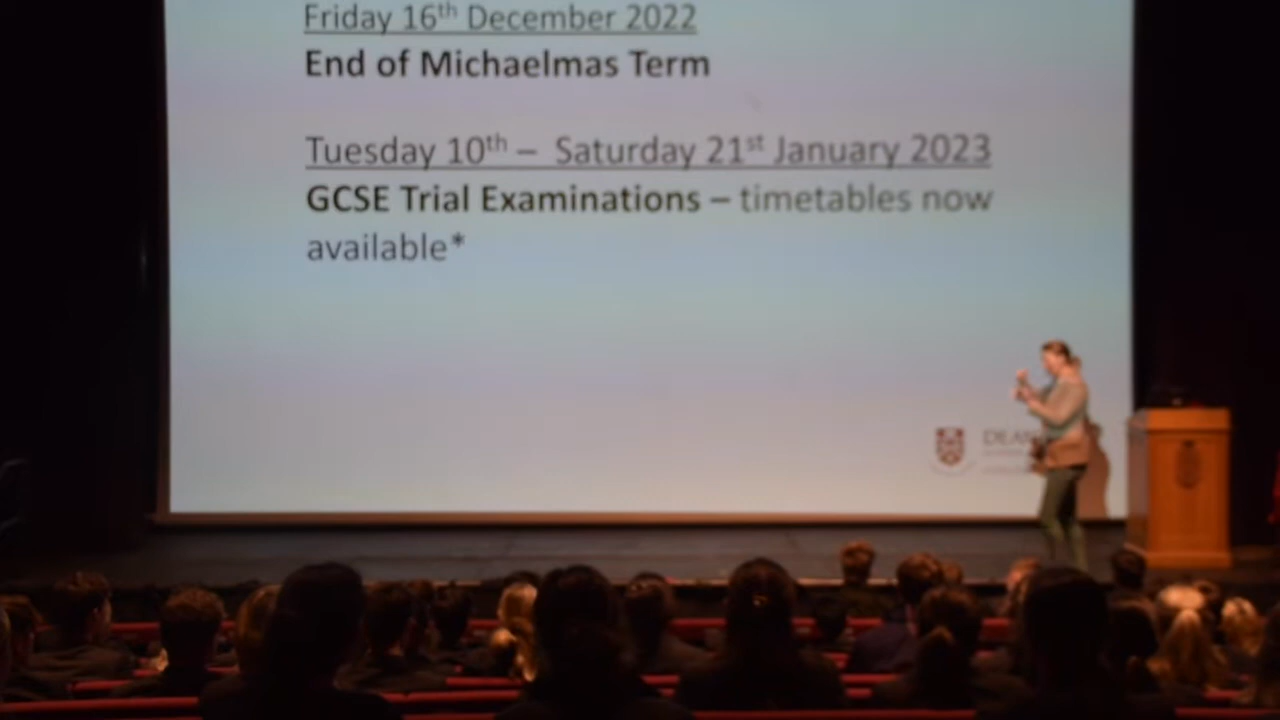 Friday 16th December 2022
End of Michaelmas Term
Tuesday 10th – Saturday 21st January 2023
GCSE Trial Examinations – timetables now
available*